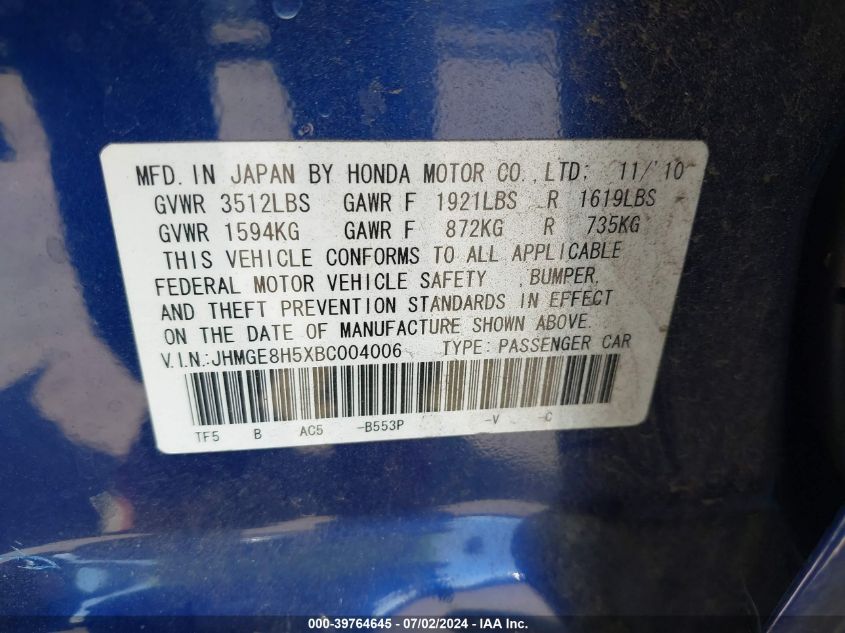 MFD. IN JAPAN BY HONDA MOTOR CO.,LTD; 11/'10
GVWR 3512LBS GAWR F 1921LBS R 1619LBS
GVWR 1594KG GAWR F 872KG R 735KG
THIS VEHICLE CONFORMS TO ALL APPLICABLE
FEDERAL MOTOR VEHICLE SAFETY , BUMPER,
AND THEFT PREVENTION STANDARDS IN EFFECT
ON THE DATE OF MANUFACTURE SHOWN ABOVE.
V.I.N.:JHMGE8H5XBC004006 TYPE: PASSENGER CAR
TF5 B AC5 -B553P -V -C
000-39764645 / 07/02/2024 - IAA Inc.